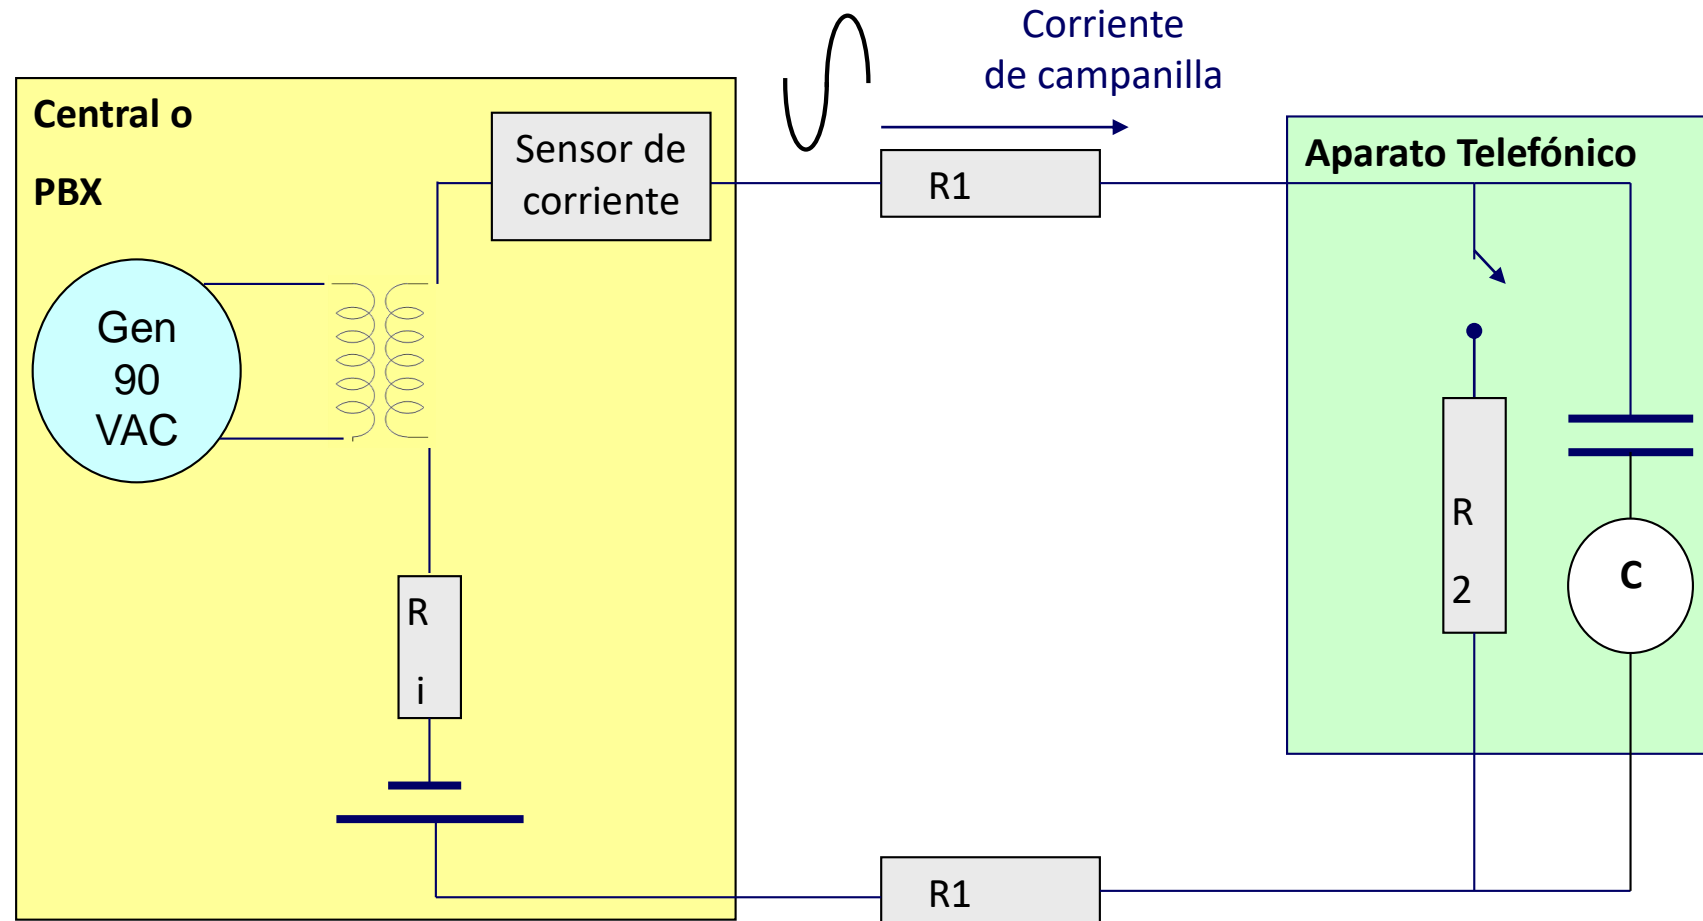 Corriente
de campanilla
Central o
PBX
Sensor de
corriente
R1
Aparato Telefónico
Gen
90
VAC
R
i
R
2
C
R1